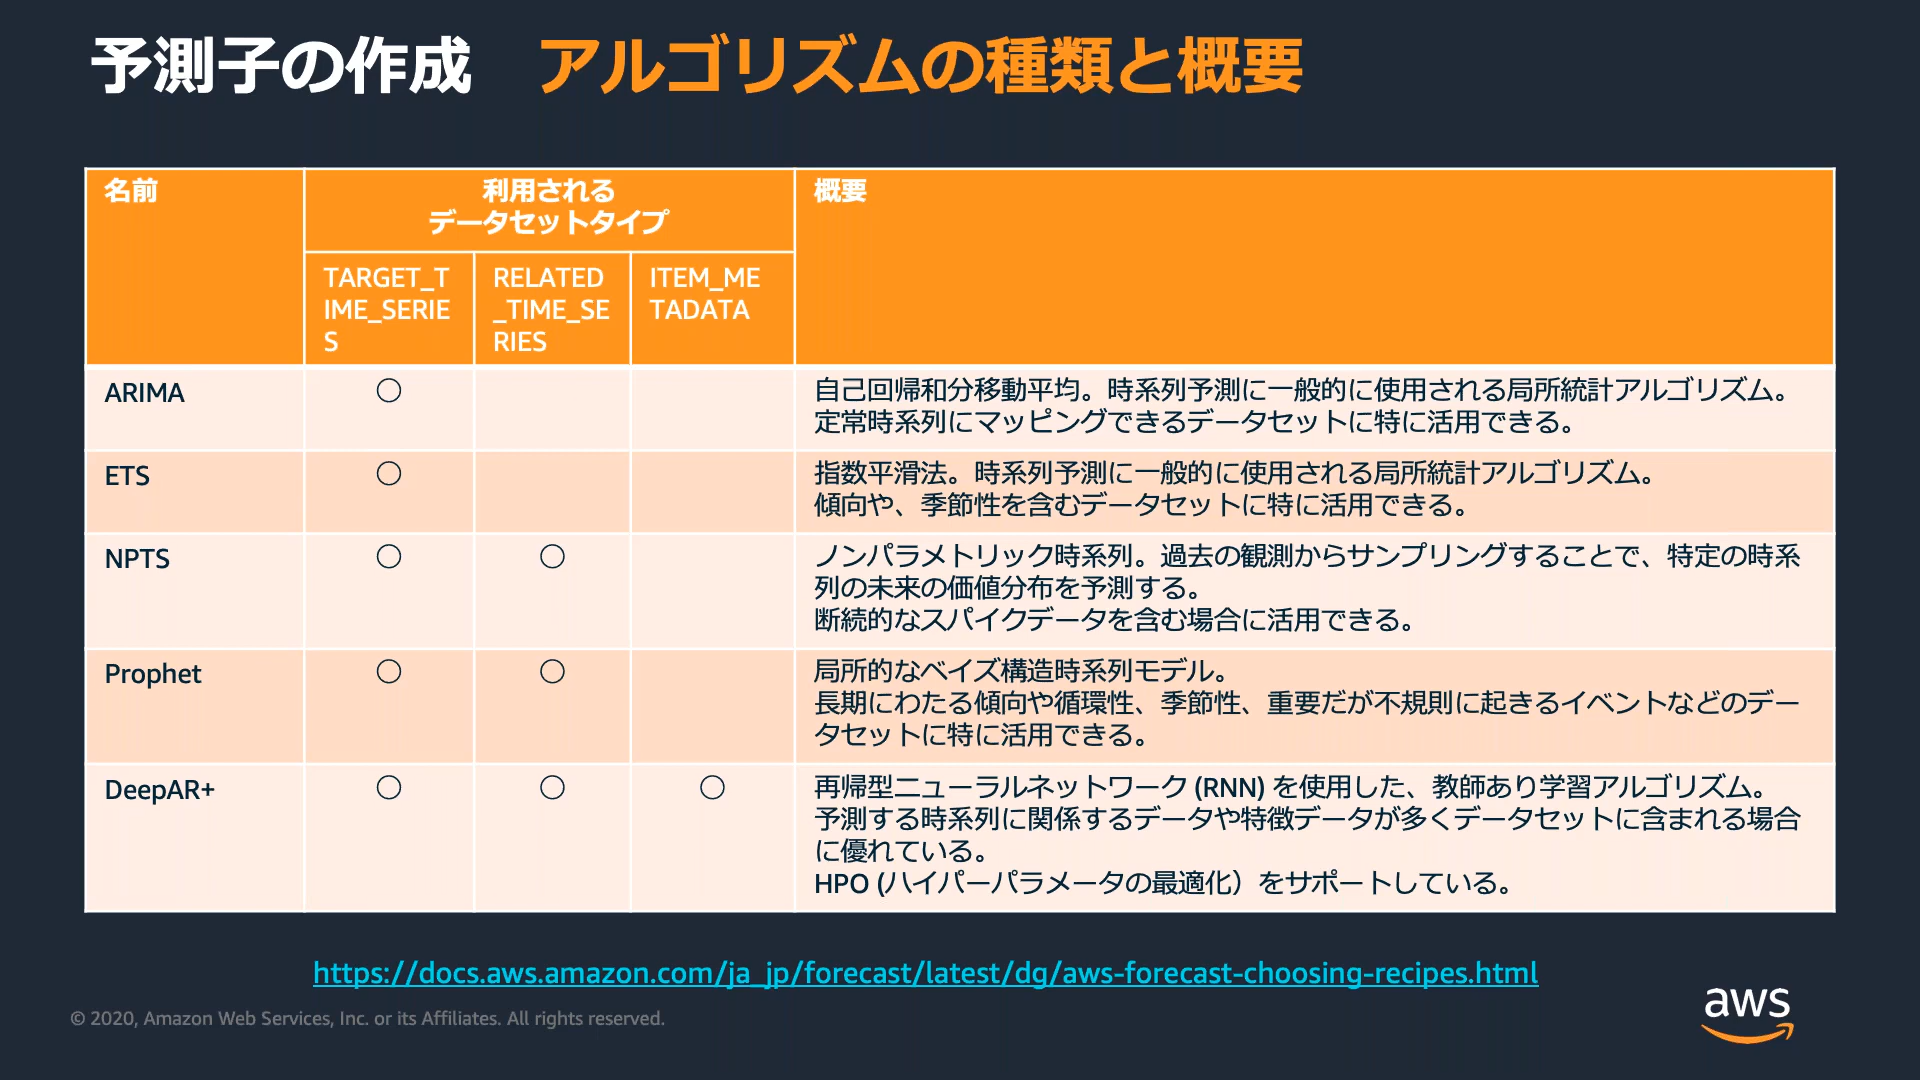 予測子の作成　アルゴリズムの種類と概要
名前
利用される
データセットタイプ
概要
TARGET_T
IME_SERIE
S
RELATED
_TIME_SE
RIES
ITEM_ME
TADATA
ARIMA
○
自己回帰和分移動平均。時系列予測に一般的に使用される局所統計アルゴリズム。
定常時系列にマッピングできるデータセットに特に活用できる。
ETS
○
指数平滑法。時系列予測に一般的に使用される局所統計アルゴリズム。
傾向や、季節性を含むデータセットに特に活用できる。
NPTS
○
○
ノンパラメトリック時系列。過去の観測からサンプリングすることで、特定の時系
列の未来の価値分布を予測する。
断続的なスパイクデータを含む場合に活用できる。
Prophet
○
○
局所的なベイズ構造時系列モデル。
長期にわたる傾向や循環性、季節性、重要だが不規則に起きるイベントなどのデー
タセットに特に活用できる。
DeepAR+
○
○
○
再帰型ニューラルネットワーク (RNN) を使用した、教師あり学習アルゴリズム。
予測する時系列に関係するデータや特徴データが多くデータセットに含まれる場合
に優れている。
HPO (ハイパーパラメータの最適化）をサポートしている。
https://docs.aws.amazon.com/ja_jp/forecast/latest/dg/aws-forecast-choosing-recipes.html
© 2020, Amazon Web Services, Inc. or its Affiliates. All rights reserved.
aws